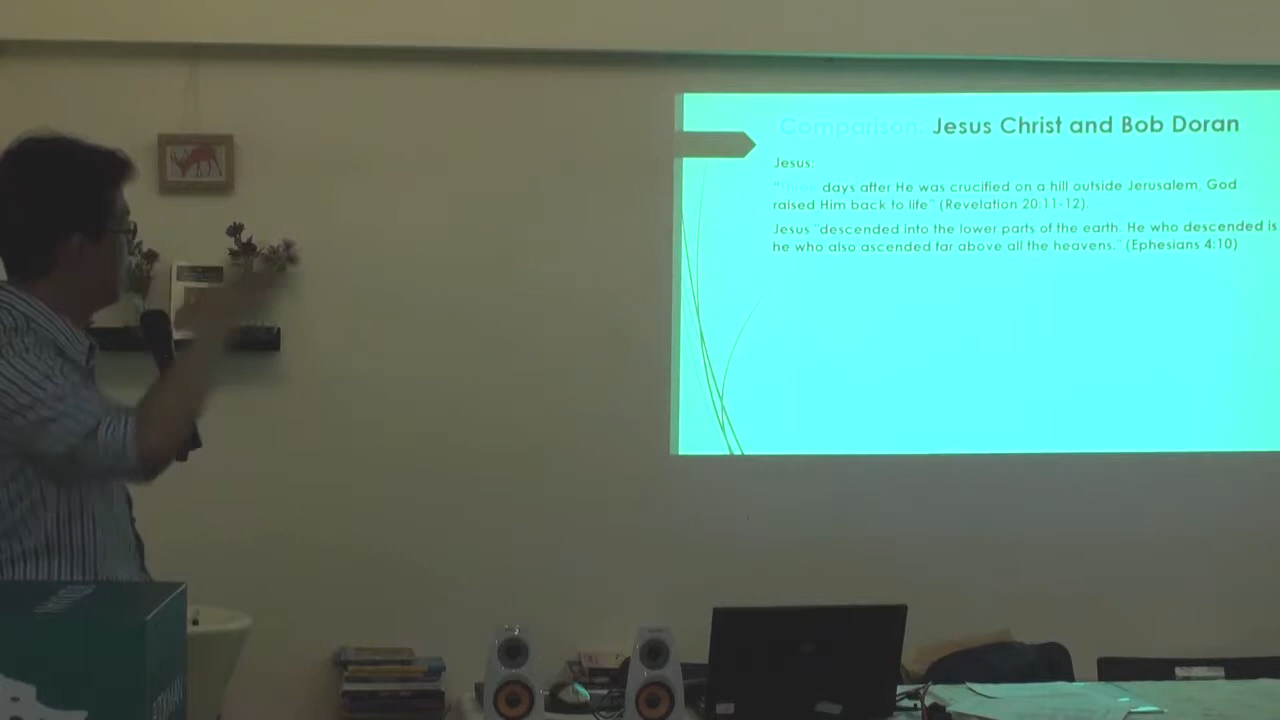 Comparison: Jesus Christ and Bob Doran
Jesus:
"Three days after He was crucified on a hill outside Jerusalem, God
raised Him back to life" (Revelation 20:11-12).
Jesus "descended into the lower parts of the earth. He who descended is
he who also ascended far above all the heavens." (Ephesians 4:10)